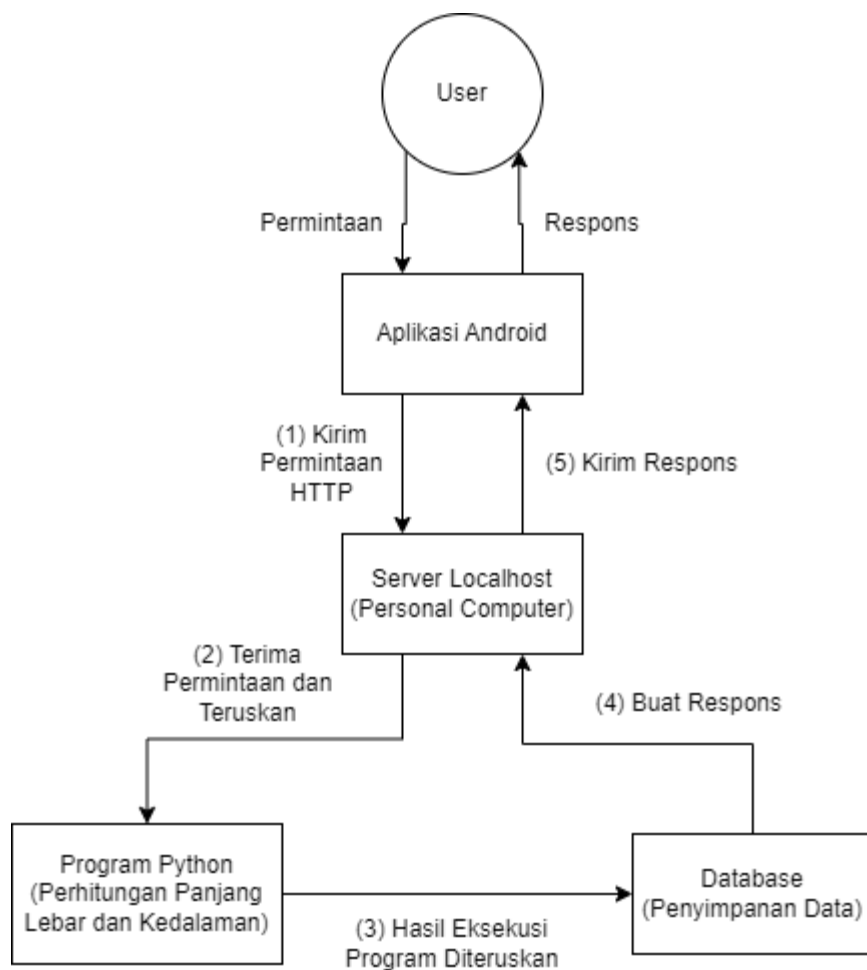 User
Permintaan
Respons
Aplikasi Android
(1) Kirim
Permintaan
HTTP
(5) Kirim Respons
Server Localhost
(Personal Computer)
(2) Terima
Permintaan dan
Teruskan
(4) Buat Respons
Program Python
(Perhitungan Panjang
Lebar dan Kedalaman)
Database
(Penyimpanan Data)
(3) Hasil Eksekusi
Program Diteruskan